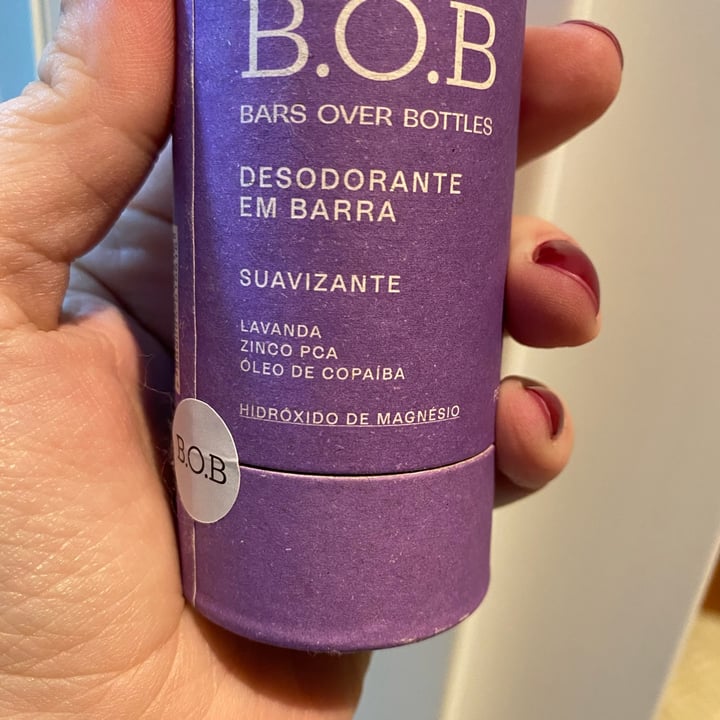 B.O.B
BARS OVER BOTTLES
DESODORANTE
EM BARRA
SUAVIZANTE
LAVANDA
ZINCO PCA
ÓLEO DE COPAÍBA
HIDRÓXIDO DE MAGNÉSIO
B.O.B